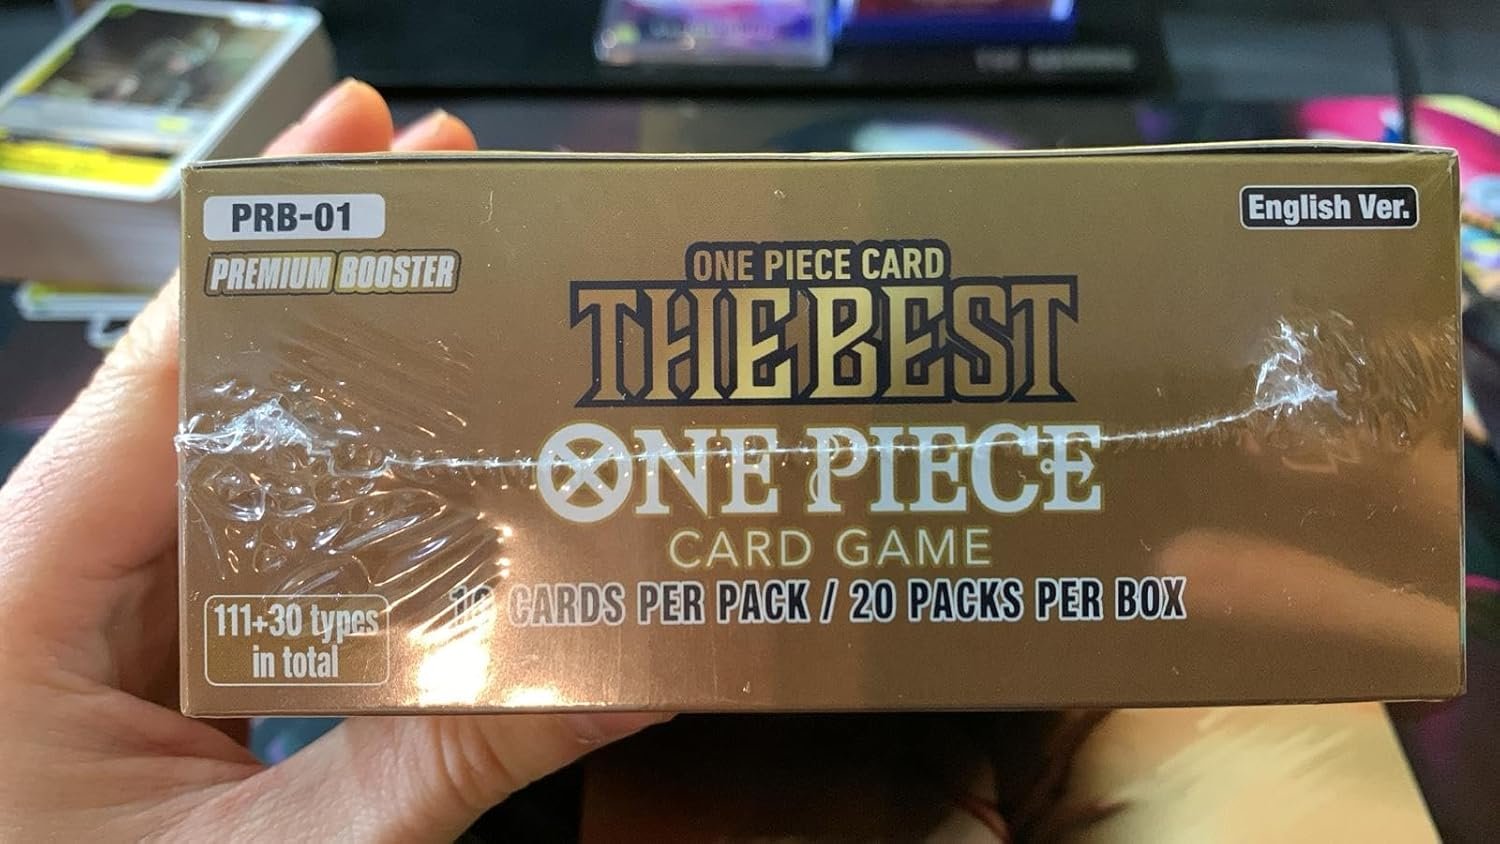 PRB-01
PREMIUM BOOSTER
English Ver.
ONE PIECE CARD
THE BEST
ONE PIECE
CARD GAME
10 CARDS PER PACK / 20 PACKS PER BOX
111+30 types
in total